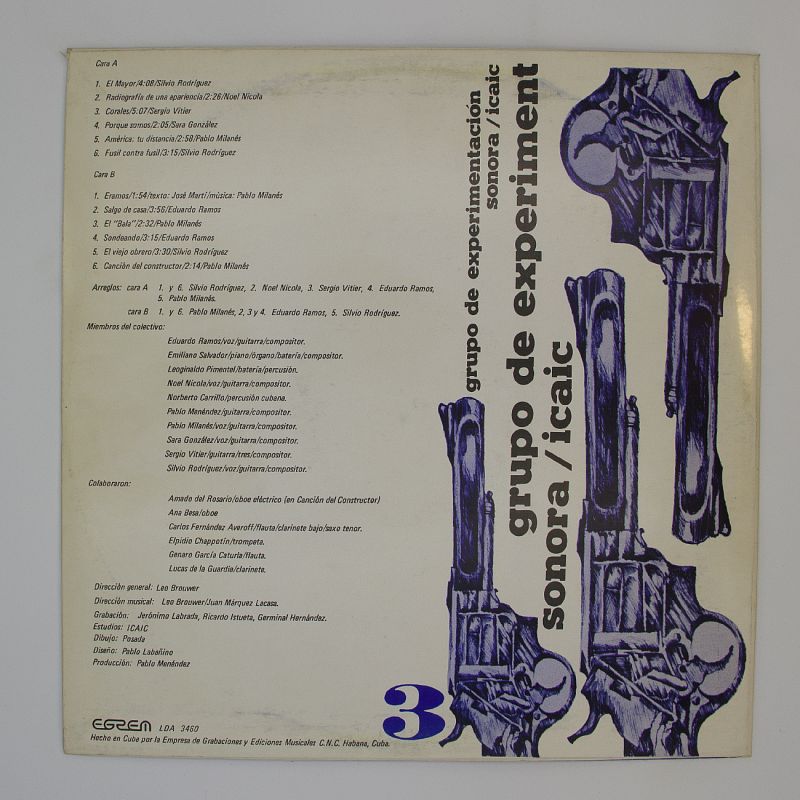 Cara A
1. El Mayor/4:08/Silvio Rodríguez
2. Radiografía de una apariencia/2:26/Noel Nicola
3. Corales/5:07/Sergio Vitier
4. Porque somos/2:05/Sara González
5. América: tu distancia/2:58/Pablo Milanés
6. Fusil contra fusil/3:15/Silvio Rodríguez
Cara B
1. Eramos/1:54/texto: José Martí/música: Pablo Milanés
2. Salgo de casa/3:56/Eduardo Ramos
3. El "Bala"/2:32/Pablo Milanés
4. Sondeando/3:15/Eduardo Ramos
5. El viejo obrero/3:30/Silvio Rodríguez
6. Canción del constructor/2:14/Pablo Milanés
Arreglos: cara A 1. y 6. Silvio Rodríguez, 2. Noel Nicola, 3. Sergio Vitier, 4. Eduardo Ramos,
5. Pablo Milanés.
cara B 1. y 6. Pablo Milanés, 2, 3 y 4. Eduardo Ramos, 5. Silvio Rodríguez.
Miembros del colectivo:
Eduardo Ramos/voz/guitarra/compositor.
Emiliano Salvador/piano/órgano/batería/compositor.
Leoginaldo Pimentel/batería/percusión.
Noel Nicola/voz/guitarra/compositor.
Norberto Carrillo/percusión cubana.
Pablo Menéndez/guitarra/compositor.
Pablo Milanés/voz/guitarra/compositor.
Sara González/voz/guitarra/compositor.
Sergio Vitier/guitarra/tres/compositor.
Silvio Rodríguez/voz/guitarra/compositor.
Colaboraron:
Amado del Rosario/oboe eléctrico (en Canción del Constructor)
Ana Besa/oboe
Carlos Fernández Averoff/flauta/clarinete bajo/saxo tenor.
Elpidio Chappotín/trompeta.
Genaro García Caturla/flauta.
Lucas de la Guardia/clarinete.
Dirección general: Leo Brouwer
Dirección musical: Leo Brouwer/Juan Márquez Lacasa.
Grabación: Jerónimo Labrada, Ricardo Istueta, Germinal Hernández.
Estudios: ICAIC
Dibujo: Posada
Diseño: Pablo Labañino
Producción: Pablo Menéndez
EGREM LDA 3460
Hecho en Cuba por la Empresa de Grabaciones y Ediciones Musicales C.N.C. Habana, Cuba.
3
grupo de experimentación
sonora/icaic
grupo de experiment
sonora/icaic